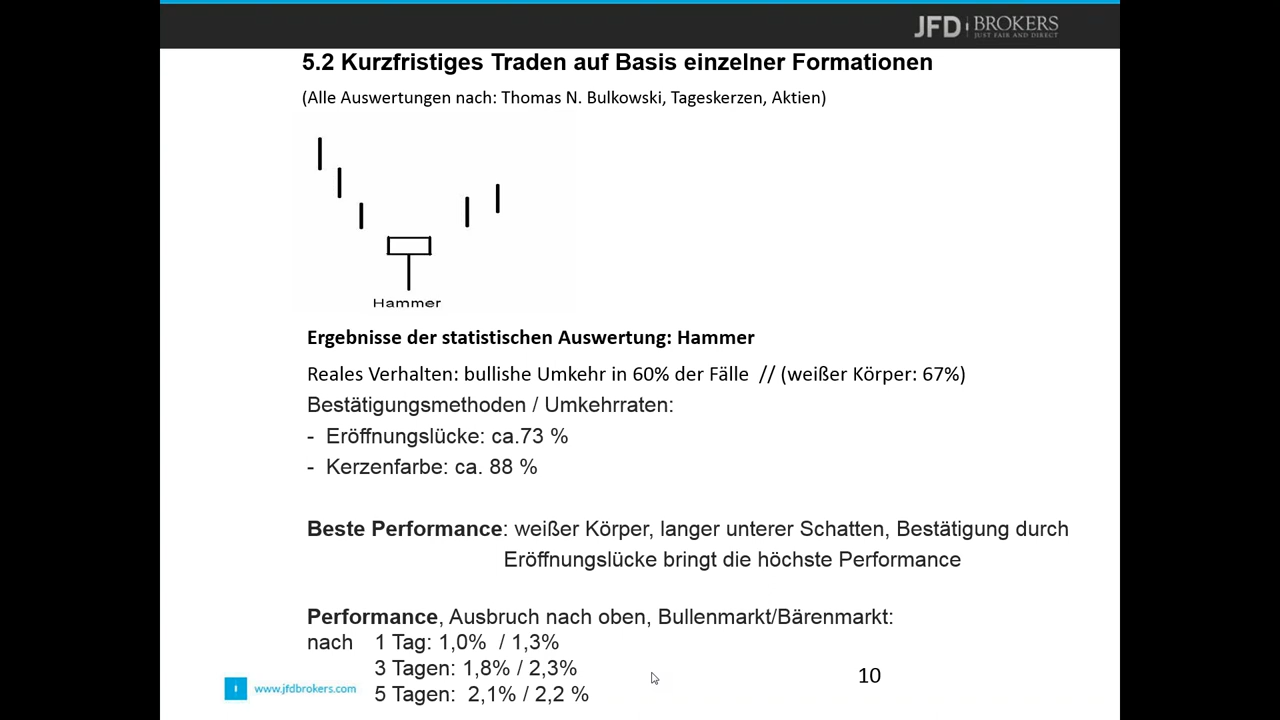 JFD BROKERS
JUST FAIR AND DIRECT
5.2 Kurzfristiges Traden auf Basis einzelner Formationen
(Alle Auswertungen nach: Thomas N. Bulkowski, Tageskerzen, Aktien)
Hammer
Ergebnisse der statistischen Auswertung: Hammer
Reales Verhalten: bullishe Umkehr in 60% der Fälle // (weißer Körper: 67%)
Bestätigungsmethoden / Umkehrraten:
- Eröffnungslücke: ca.73 %
- Kerzenfarbe: ca. 88 %
Beste Performance: weißer Körper, langer unterer Schatten, Bestätigung durch
Eröffnungslücke bringt die höchste Performance
Performance, Ausbruch nach oben, Bullenmarkt/Bärenmarkt:
nach 1 Tag: 1,0% / 1,3%
3 Tagen: 1,8% / 2,3%
5 Tagen: 2,1% / 2,2 %
www.jfdbrokers.com
10